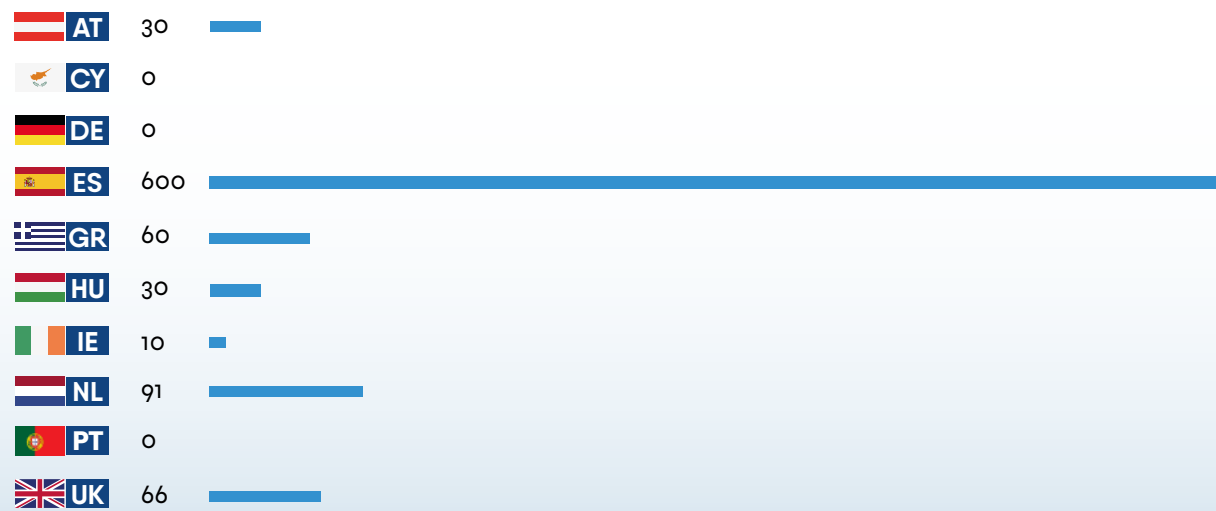 AT 30
CY 0
DE 0
ES 600
GR 60
HU 30
IE 10
NL 91
PT 0
UK 66